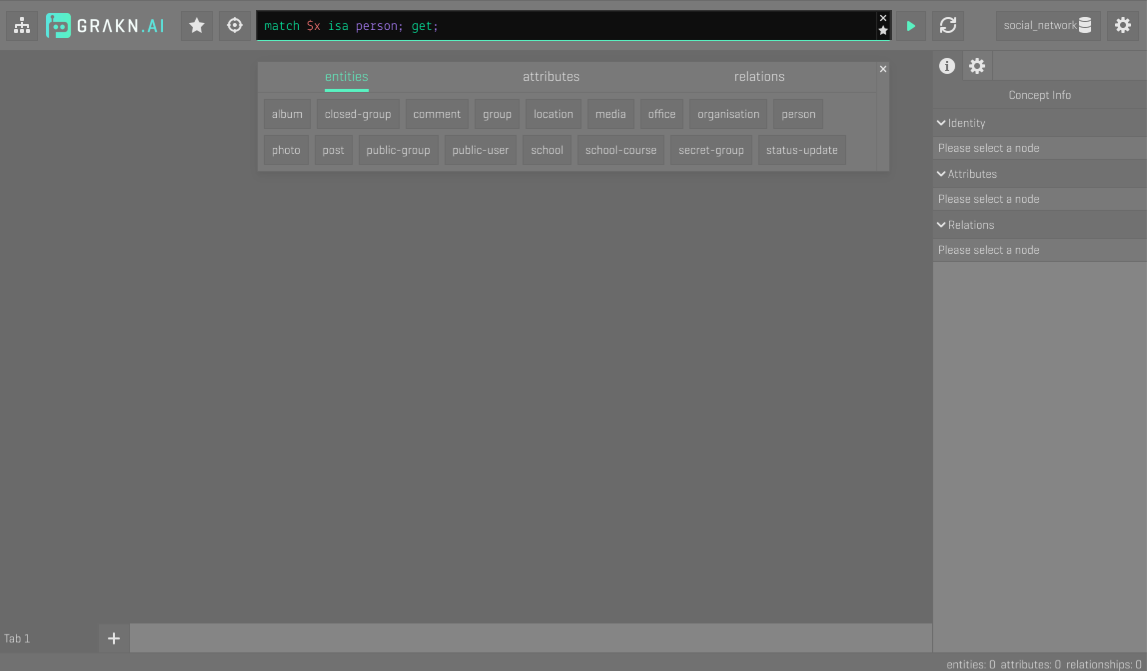 GRAKN.AI
match $x isa person; get;
social_network
entities attributes relations
album closed-group comment group location media office organisation person
photo post public-group public-user school school-course secret-group status-update
Concept Info
Identity
Please select a node
Attributes
Please select a node
Relations
Please select a node
Tab 1
entities: 0 attributes: 0 relationships: 0